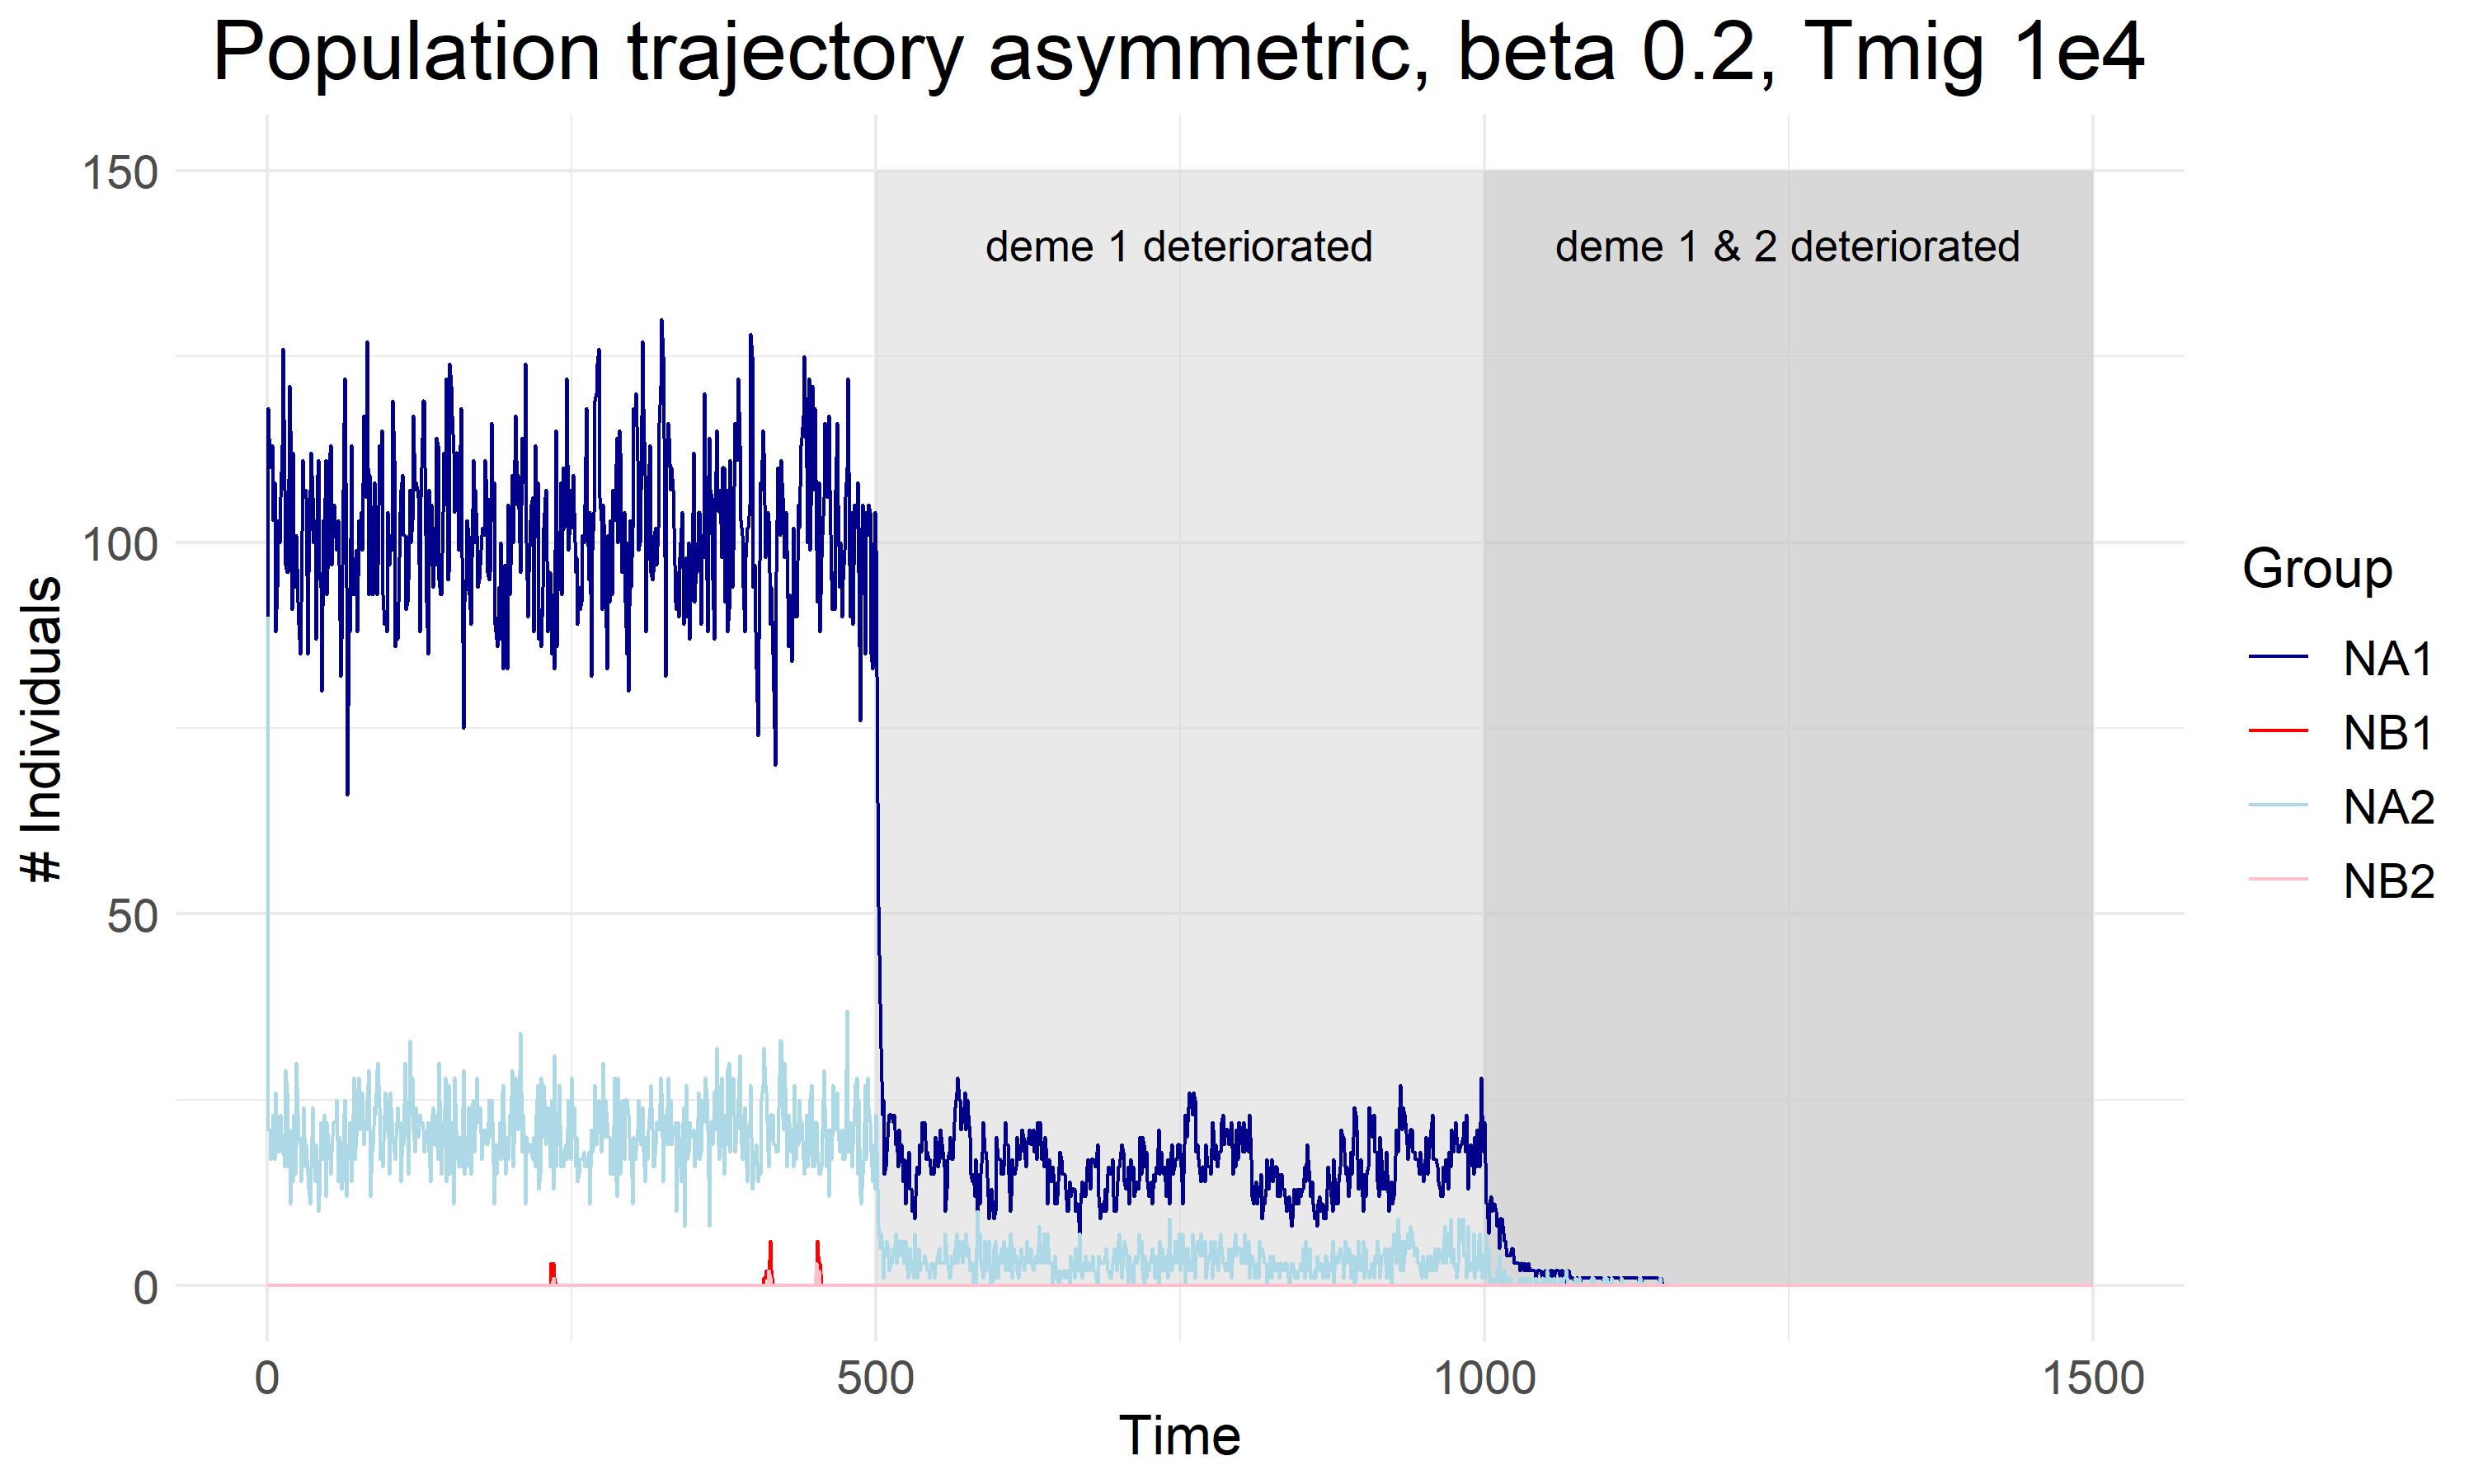 Population trajectory asymmetric, beta 0.2, Tmig 1e4
150
100
50
0
# Individuals
deme 1 deteriorated
deme 1 & 2 deteriorated
0
500
1000
1500
Time
Group
NA1
NB1
NA2
NB2